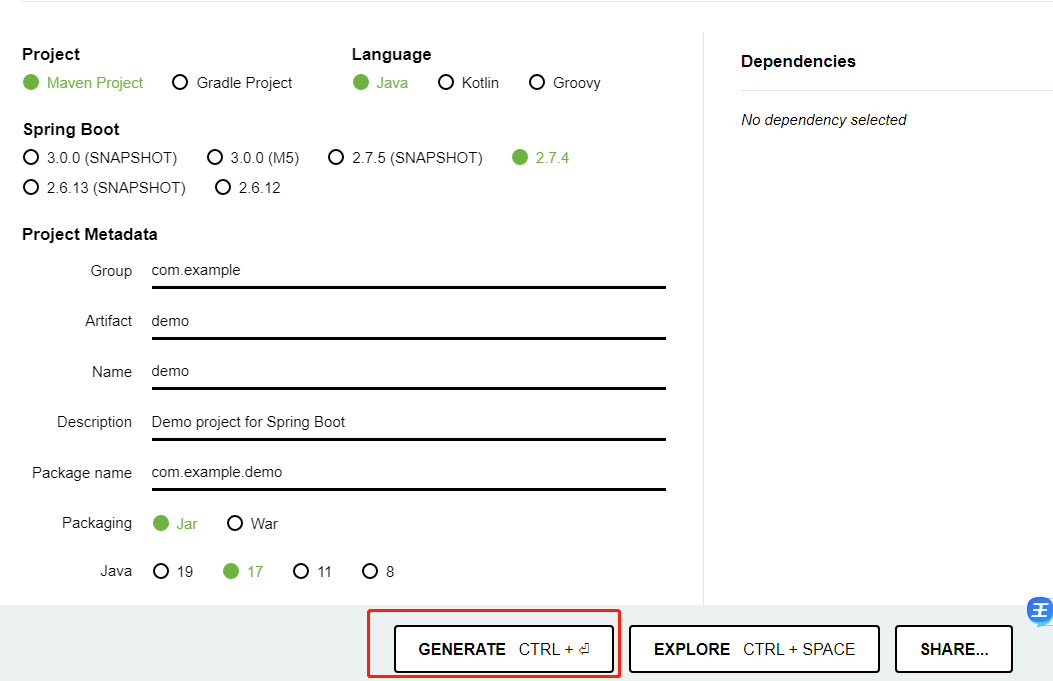 Project
Maven Project Gradle Project
Language
Java Kotlin Groovy
Spring Boot
3.0.0 (SNAPSHOT) 3.0.0 (M5) 2.7.5 (SNAPSHOT) 2.7.4
2.6.13 (SNAPSHOT) 2.6.12
Project Metadata
Group com.example
Artifact demo
Name demo
Description Demo project for Spring Boot
Package name com.example.demo
Packaging Jar War
Java 19 17 11 8
Dependencies
No dependency selected
GENERATE CTRL + ⏎ EXPLORE CTRL + SPACE SHARE...
王